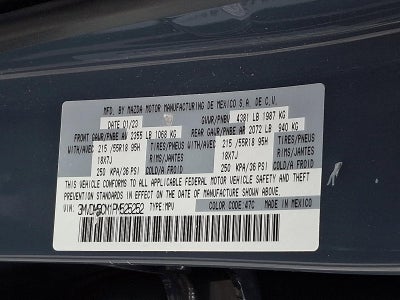 MFD. BY MAZDA MOTOR MANUFACTURING DE MEXICO S.A. DE C.V.
DATE 01/23 GVWR/PNBV 4381 LB 1987 KG
FRONT GAWR/PNBE AV 2355 LB 1068 KG REAR GAWR/PNBE AR 2072 LB 940 KG
WITH/AVEC 215/55R18 95H TIRES/PNEUS WITH/AVEC 215/55R18 95H TIRES/PNEUS
18X7J RIMS/JANTES 18X7J RIMS/JANTES
250 KPA/36 PSI COLD/A FROID 250 KPA/36 PSI COLD/A FROID
THIS VEHICLE CONFORMS TO ALL APPLICABLE FEDERAL MOTOR VEHICLE SAFETY AND THEFT
PREVENTION STANDARDS IN EFFECT ON THE DATE OF MANUFACTURE SHOWN ABOVE.
VIN: 3MVDMBCM1PM525252 TYPE MPV COLOR CODE 47C MADE IN MEXICO